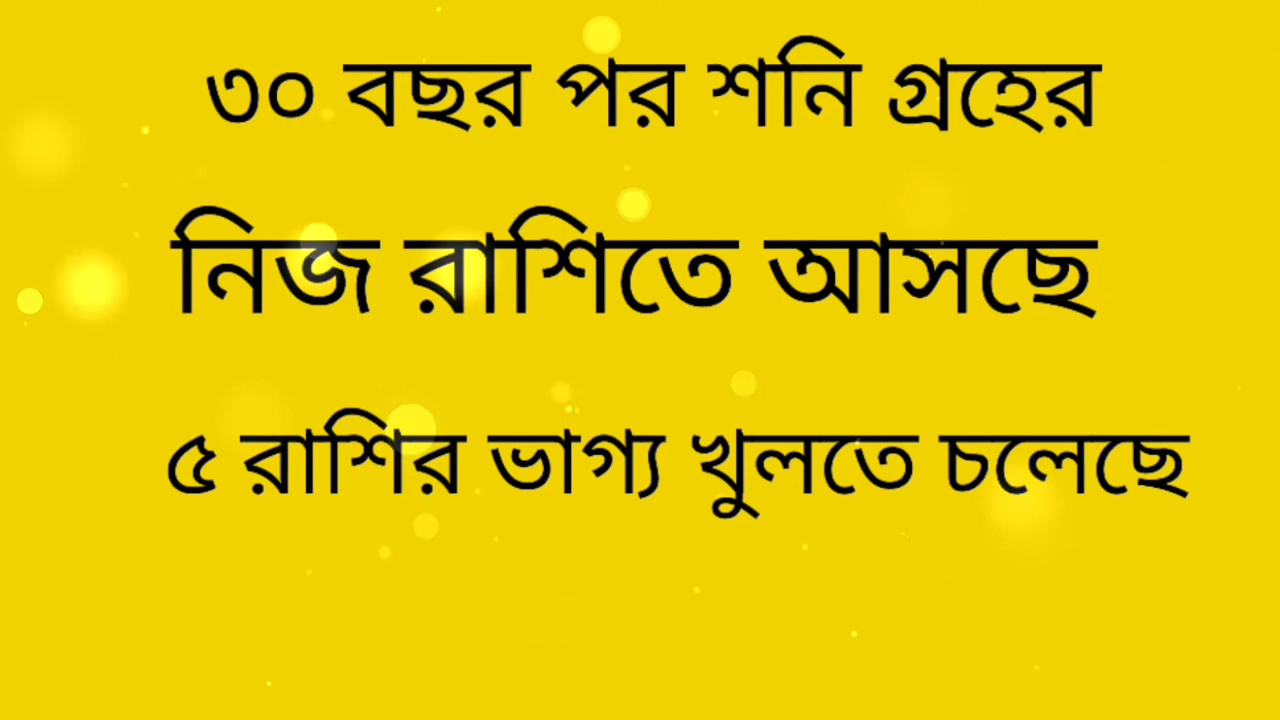 ৩০ বছর পর শনি গ্রহের
নিজ রাশিতে আসছে
৫ রাশির ভাগ্য খুলতে চলেছে